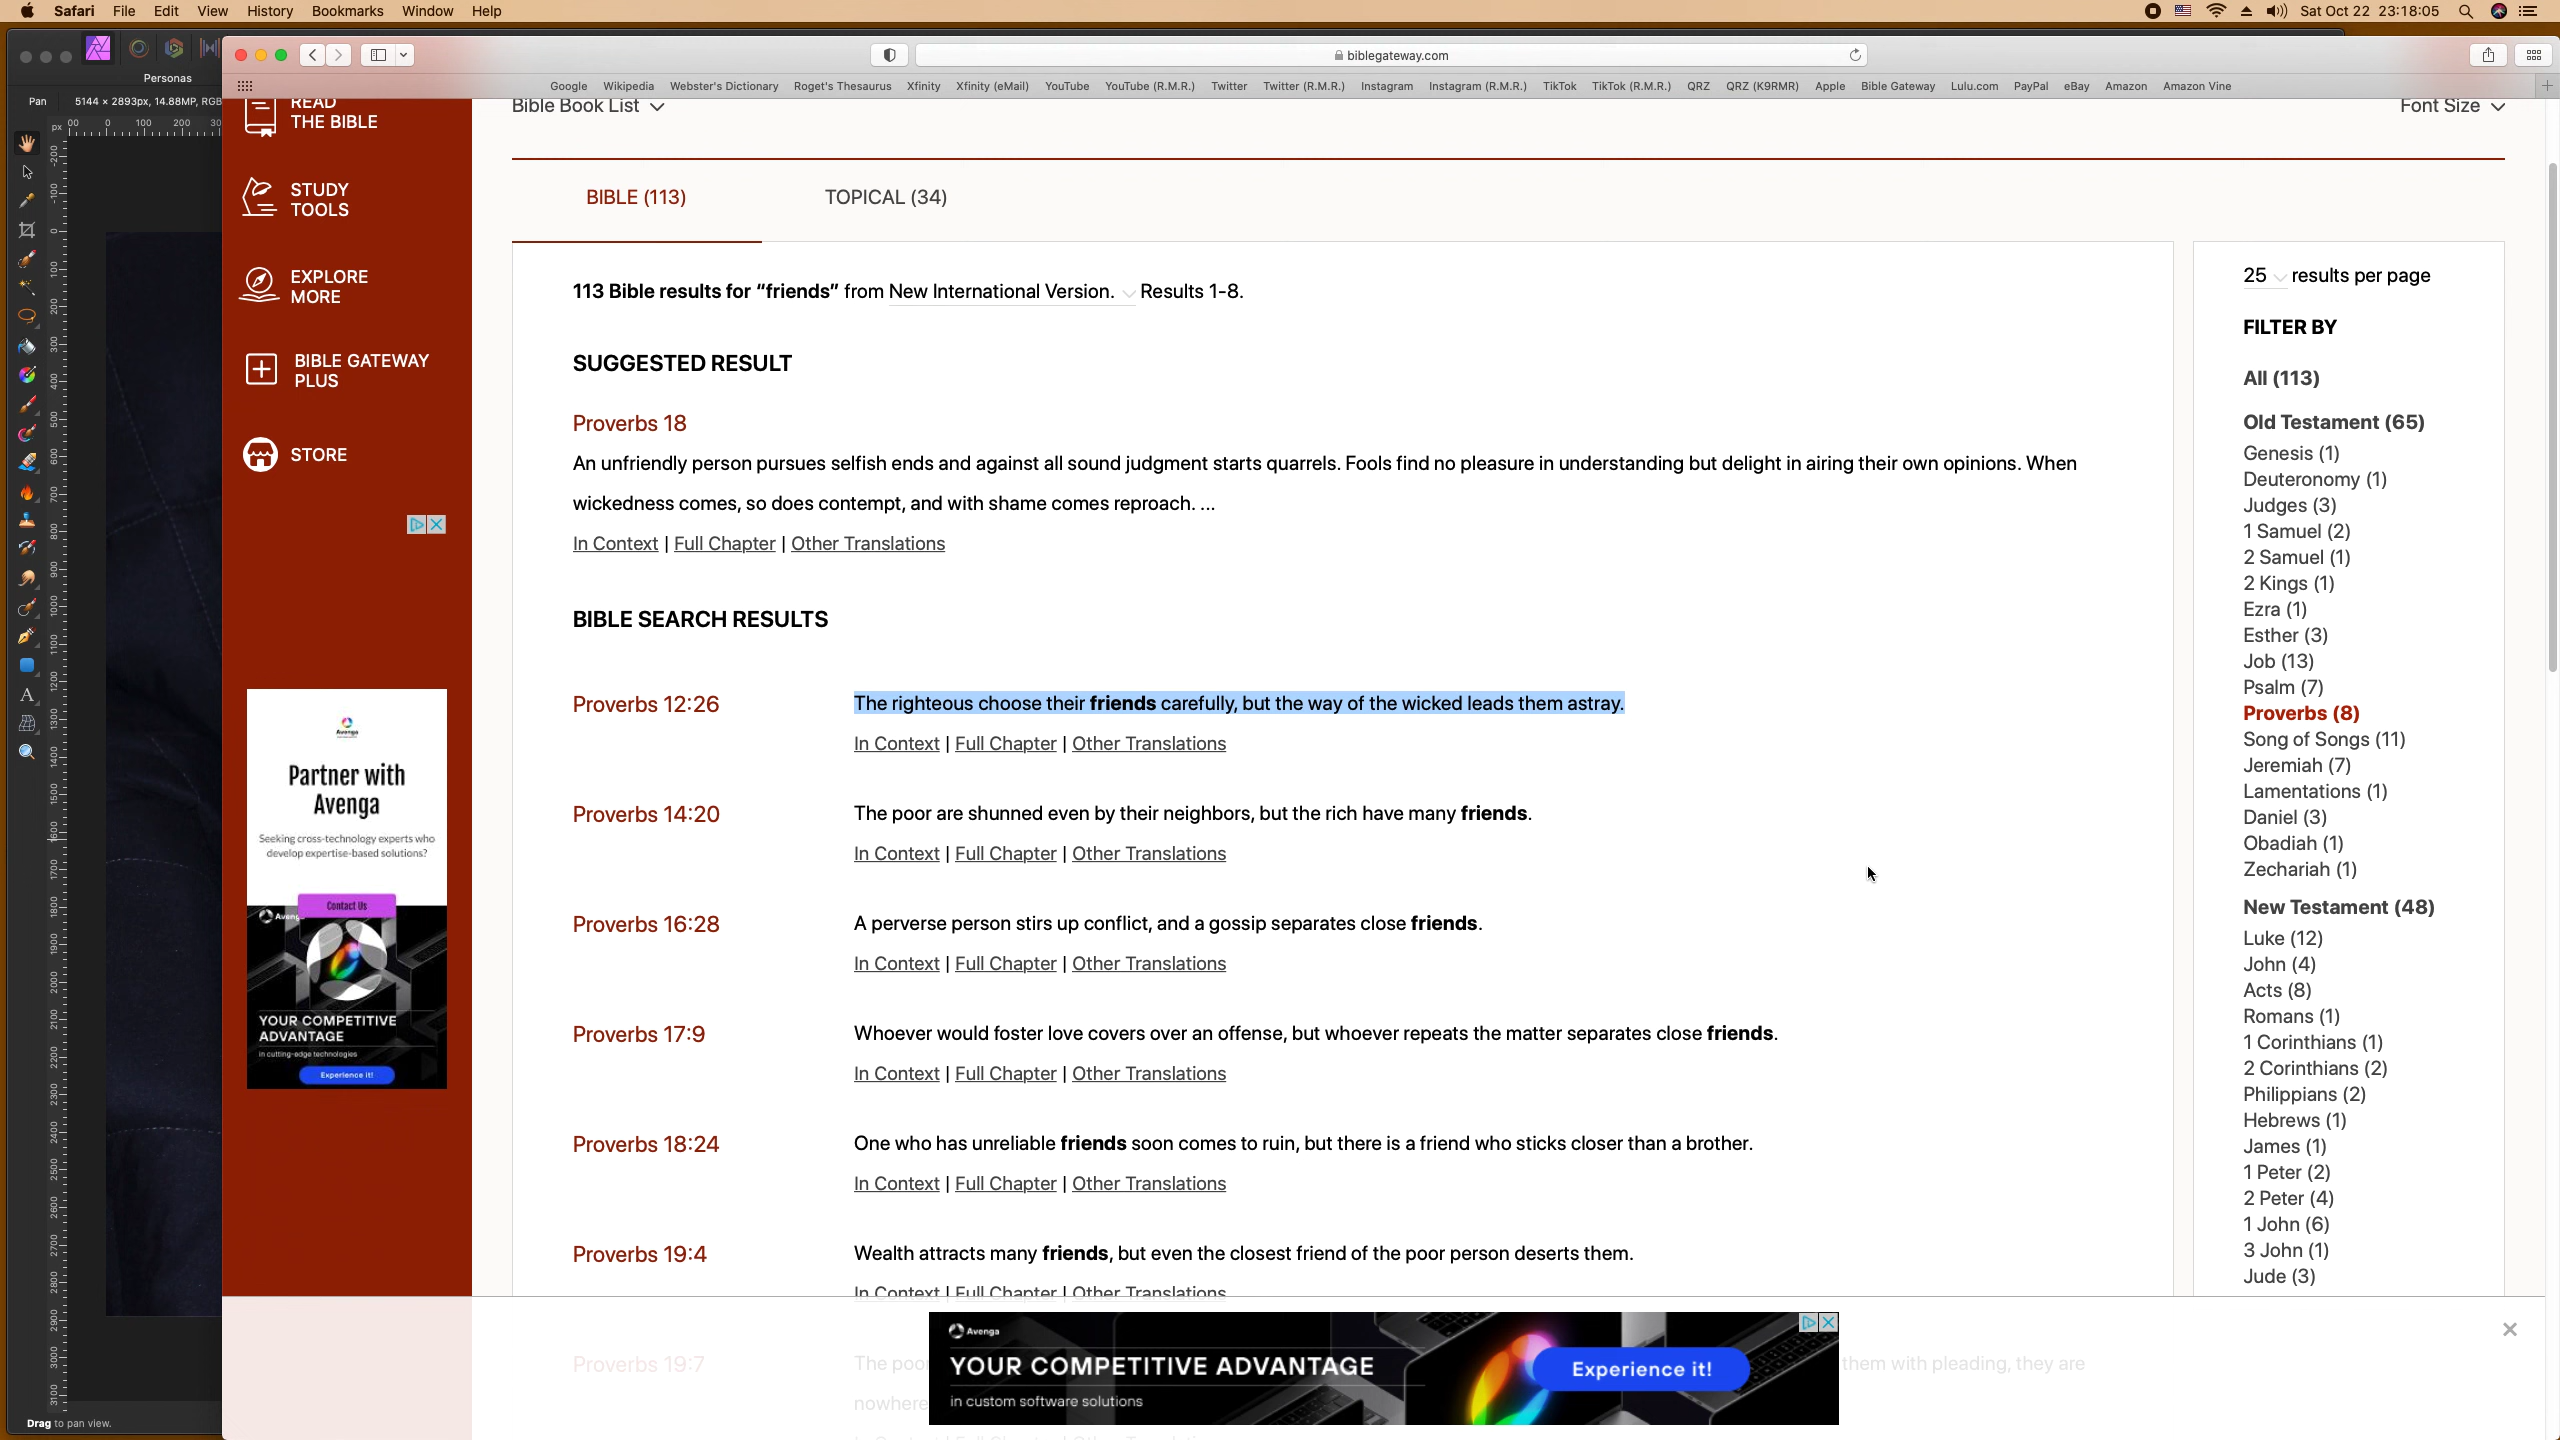 Safari File Edit View History Bookmarks Window Help
Sat Oct 22 23:18:05
Personas
Pan 5144 × 2893px, 14.88MP, RGB
biblegateway.com
Google Wikipedia Webster's Dictionary Roget's Thesaurus Xfinity Xfinity (eMail) YouTube YouTube (R.M.R.) Twitter Twitter (R.M.R.) Instagram Instagram (R.M.R.) TikTok TikTok (R.M.R.) QRZ QRZ (K9RMR) Apple Bible Gateway Lulu.com PayPal eBay Amazon Amazon Vine
READ
THE BIBLE
STUDY
TOOLS
EXPLORE
MORE
BIBLE GATEWAY
PLUS
STORE
Avenga
Partner with
Avenga
Seeking cross-technology experts who
develop expertise-based solutions?
Contact Us
YOUR COMPETITIVE
ADVANTAGE
in cutting-edge technologies
Experience it!
Bible Book List
Font Size
BIBLE (113) TOPICAL (34)
113 Bible results for “friends” from New International Version. Results 1-8.
SUGGESTED RESULT
Proverbs 18
An unfriendly person pursues selfish ends and against all sound judgment starts quarrels. Fools find no pleasure in understanding but delight in airing their own opinions. When
wickedness comes, so does contempt, and with shame comes reproach. ...
In Context | Full Chapter | Other Translations
BIBLE SEARCH RESULTS
Proverbs 12:26 The righteous choose their friends carefully, but the way of the wicked leads them astray.
In Context | Full Chapter | Other Translations
Proverbs 14:20 The poor are shunned even by their neighbors, but the rich have many friends.
In Context | Full Chapter | Other Translations
Proverbs 16:28 A perverse person stirs up conflict, and a gossip separates close friends.
In Context | Full Chapter | Other Translations
Proverbs 17:9 Whoever would foster love covers over an offense, but whoever repeats the matter separates close friends.
In Context | Full Chapter | Other Translations
Proverbs 18:24 One who has unreliable friends soon comes to ruin, but there is a friend who sticks closer than a brother.
In Context | Full Chapter | Other Translations
Proverbs 19:4 Wealth attracts many friends, but even the closest friend of the poor person deserts them.
In Context | Full Chapter | Other Translations
Proverbs 19:7 The poor them with pleading, they are
nowhere
25 results per page
FILTER BY
All (113)
Old Testament (65)
Genesis (1)
Deuteronomy (1)
Judges (3)
1 Samuel (2)
2 Samuel (1)
2 Kings (1)
Ezra (1)
Esther (3)
Job (13)
Psalm (7)
Proverbs (8)
Song of Songs (11)
Jeremiah (7)
Lamentations (1)
Daniel (3)
Obadiah (1)
Zechariah (1)
New Testament (48)
Luke (12)
John (4)
Acts (8)
Romans (1)
1 Corinthians (1)
2 Corinthians (2)
Philippians (2)
Hebrews (1)
James (1)
1 Peter (2)
2 Peter (4)
1 John (6)
3 John (1)
Jude (3)
Avenga
YOUR COMPETITIVE ADVANTAGE
in custom software solutions
Experience it!
Drag to pan view.